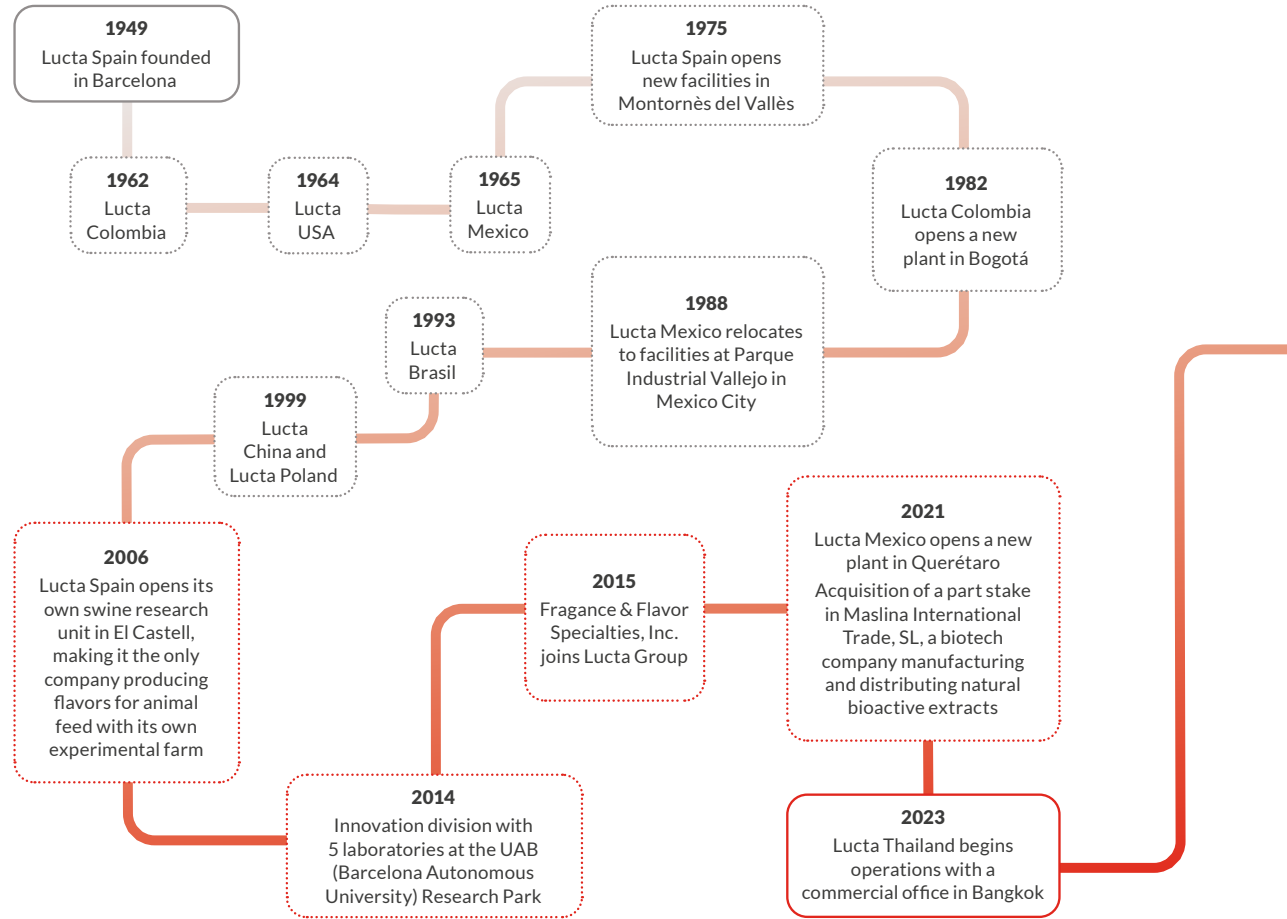 1949
Lucta Spain founded
in Barcelona
1962
Lucta
Colombia
1964
Lucta
USA
1965
Lucta
Mexico
1975
Lucta Spain opens
new facilities in
Montornès del Vallès
1982
Lucta Colombia
opens a new
plant in Bogotá
1988
Lucta Mexico relocates
to facilities at Parque
Industrial Vallejo in
Mexico City
1993
Lucta
Brasil
1999
Lucta
China and
Lucta Poland
2006
Lucta Spain opens its
own swine research
unit in El Castell,
making it the only
company producing
flavors for animal
feed with its own
experimental farm
2014
Innovation division with
5 laboratories at the UAB
(Barcelona Autonomous
University) Research Park
2015
Fragance & Flavor
Specialties, Inc.
joins Lucta Group
2021
Lucta Mexico opens a new
plant in Querétaro
Acquisition of a part stake
in Maslina International
Trade, SL, a biotech
company manufacturing
and distributing natural
bioactive extracts
2023
Lucta Thailand begins
operations with a
commercial office in Bangkok